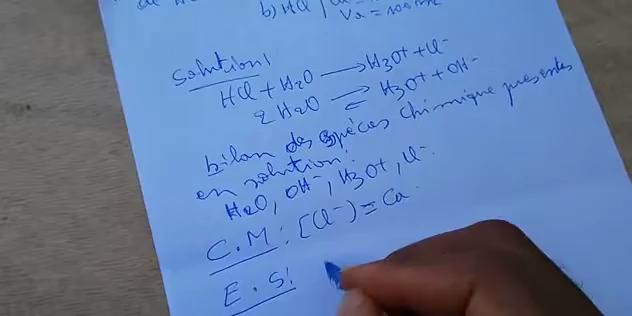 b) HCl
Va = 100 mL
Solution 1
HCl + H2O → H3O+ + Cl-
2 H2O ⇌ H3O+ + OH-
bilan des espèces chimique présentes
en solution:
H2O, OH-, H3O+, Cl-.
C.M: [Cl-) = Ca
E.S: